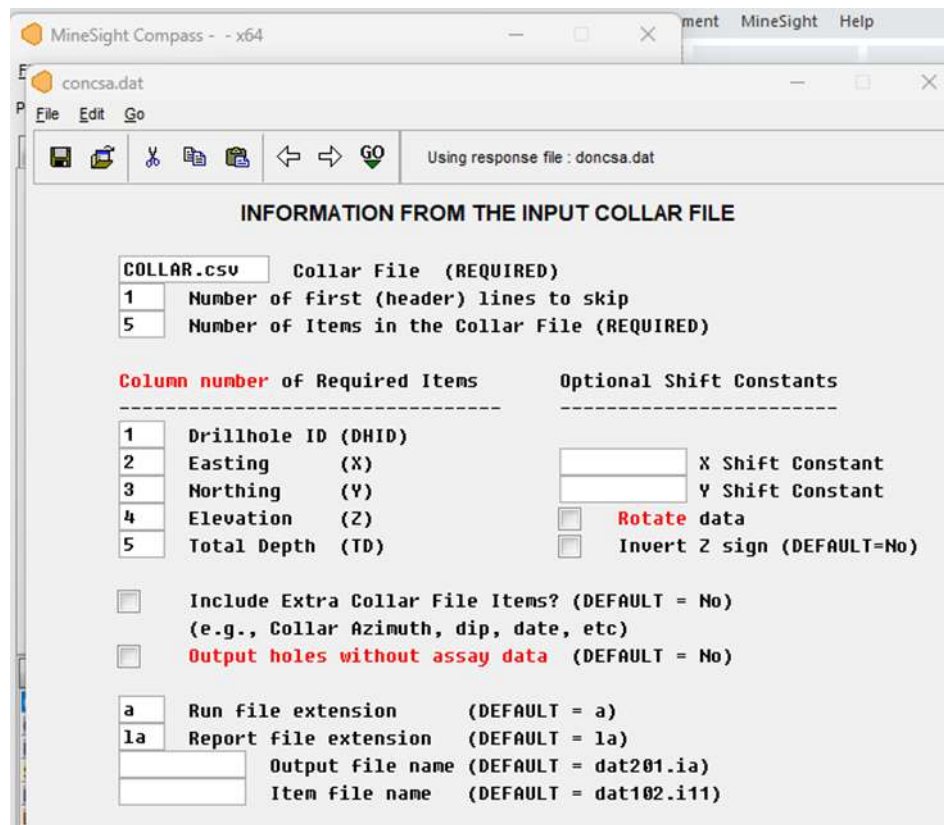 ment MineSight Help
MineSight Compass - - x64
concsa.dat
P
File Edit Go
GO Using response file : doncsa.dat
INFORMATION FROM THE INPUT COLLAR FILE
COLLAR.csv Collar File (REQUIRED)
1 Number of first (header) lines to skip
5 Number of Items in the Collar File (REQUIRED)
Column number of Required Items Optional Shift Constants
--------------------------------- ------------------------
1 Drillhole ID (DHID)
2 Easting (X) X Shift Constant
3 Northing (Y) Y Shift Constant
4 Elevation (Z) Rotate data
5 Total Depth (TD) Invert Z sign (DEFAULT=No)
Include Extra Collar File Items? (DEFAULT = No)
(e.g., Collar Azimuth, dip, date, etc)
Output holes without assay data (DEFAULT = No)
a Run file extension (DEFAULT = a)
la Report file extension (DEFAULT = la)
Output file name (DEFAULT = dat201.ia)
Item file name (DEFAULT = dat102.i11)